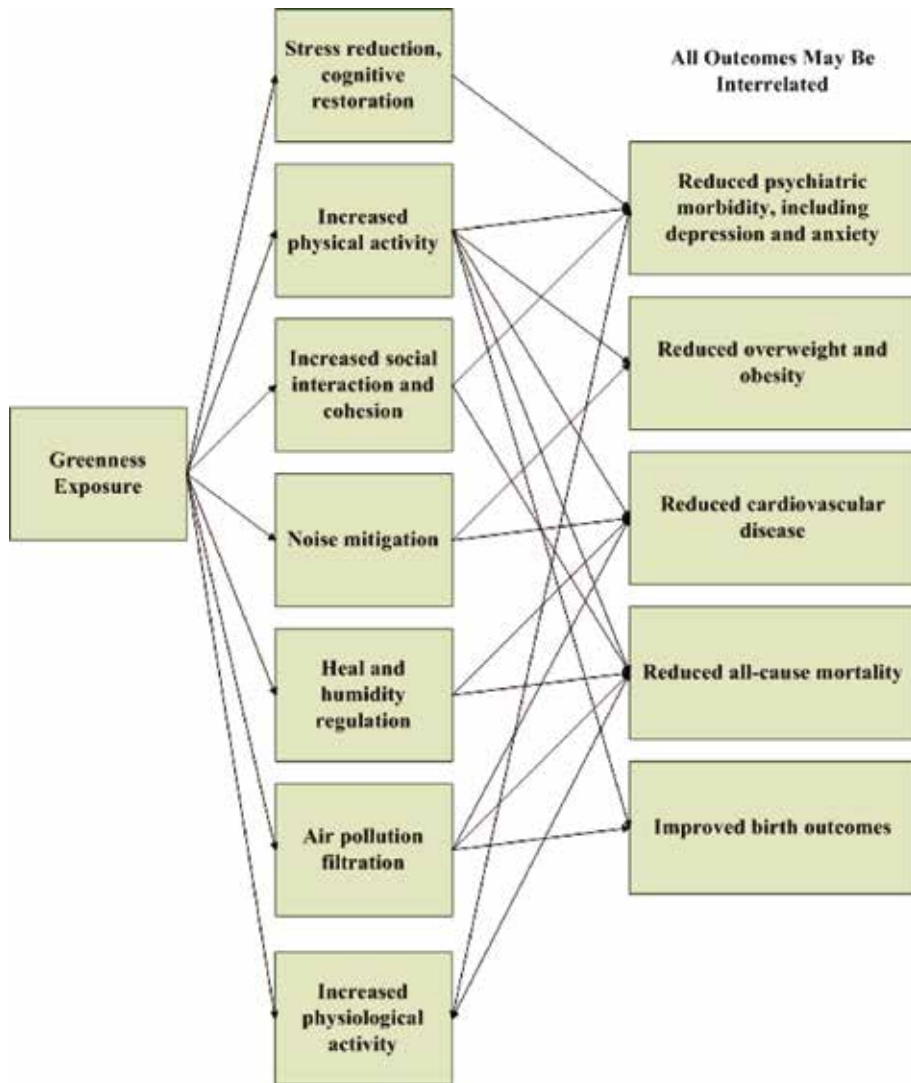 Stress reduction,
cognitive
restoration
All Outcomes May Be
Interrelated
Increased
physical activity
Reduced psychiatric
morbidity, including
depression and anxiety
Increased social
interaction and
cohesion
Reduced overweight and
obesity
Greenness
Exposure
Noise mitigation
Reduced cardiovascular
disease
Heal and
humidity
regulation
Reduced all-cause mortality
Air pollution
filtration
Improved birth outcomes
Increased
physiological
activity